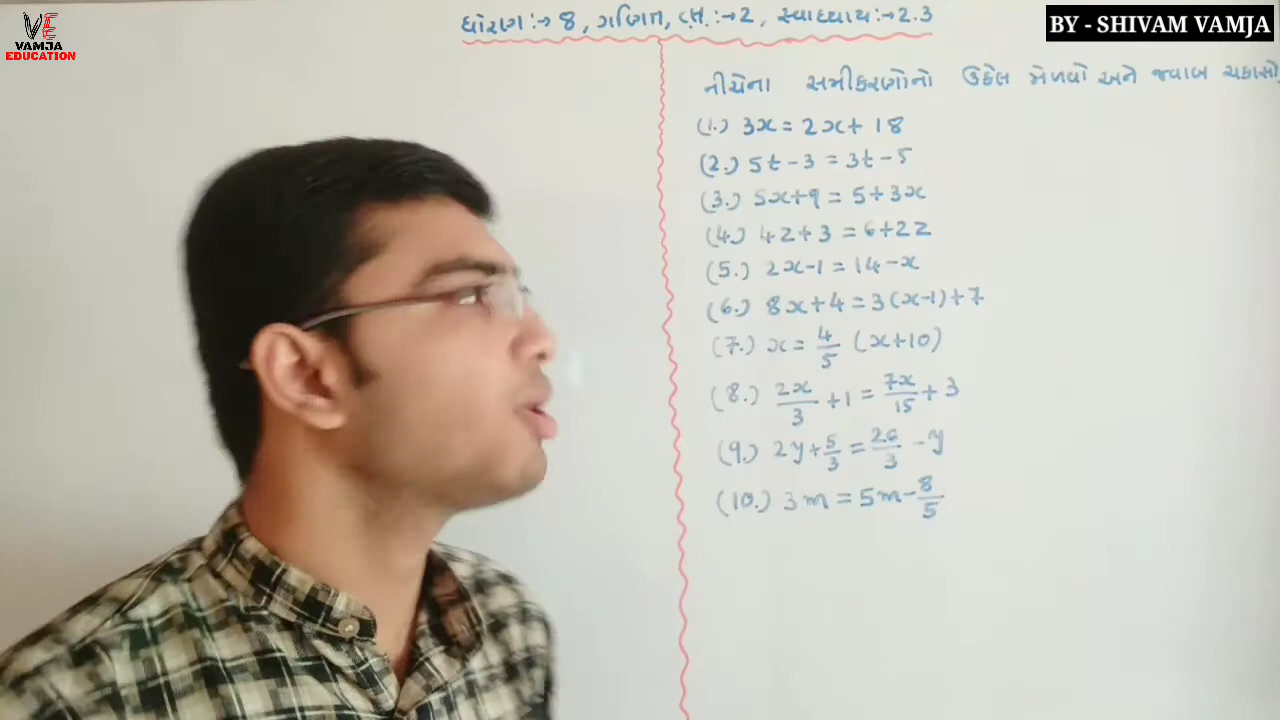 VE
VAMJA
EDUCATION
BY - SHIVAM VAMJA
ધોરણ:→ 8, ગણિત, પ્ર.:→2, સ્વાધ્યાય:→2.3
નીચેના સમીકરણોનો ઉકેલ મેળવો અને જવાબ ચકાસો.
(1.) 3x = 2x + 18
(2.) 5t - 3 = 3t - 5
(3.) 5x + 9 = 5 + 3x
(4.) 4z + 3 = 6 + 2z
(5.) 2x - 1 = 14 - x
(6.) 8x + 4 = 3 (x-1) + 7
(7.) x = 4/5 (x+10)
(8.) 2x/3 + 1 = 7x/15 + 3
(9.) 2y + 5/3 = 26/3 - y
(10.) 3m = 5m - 8/5